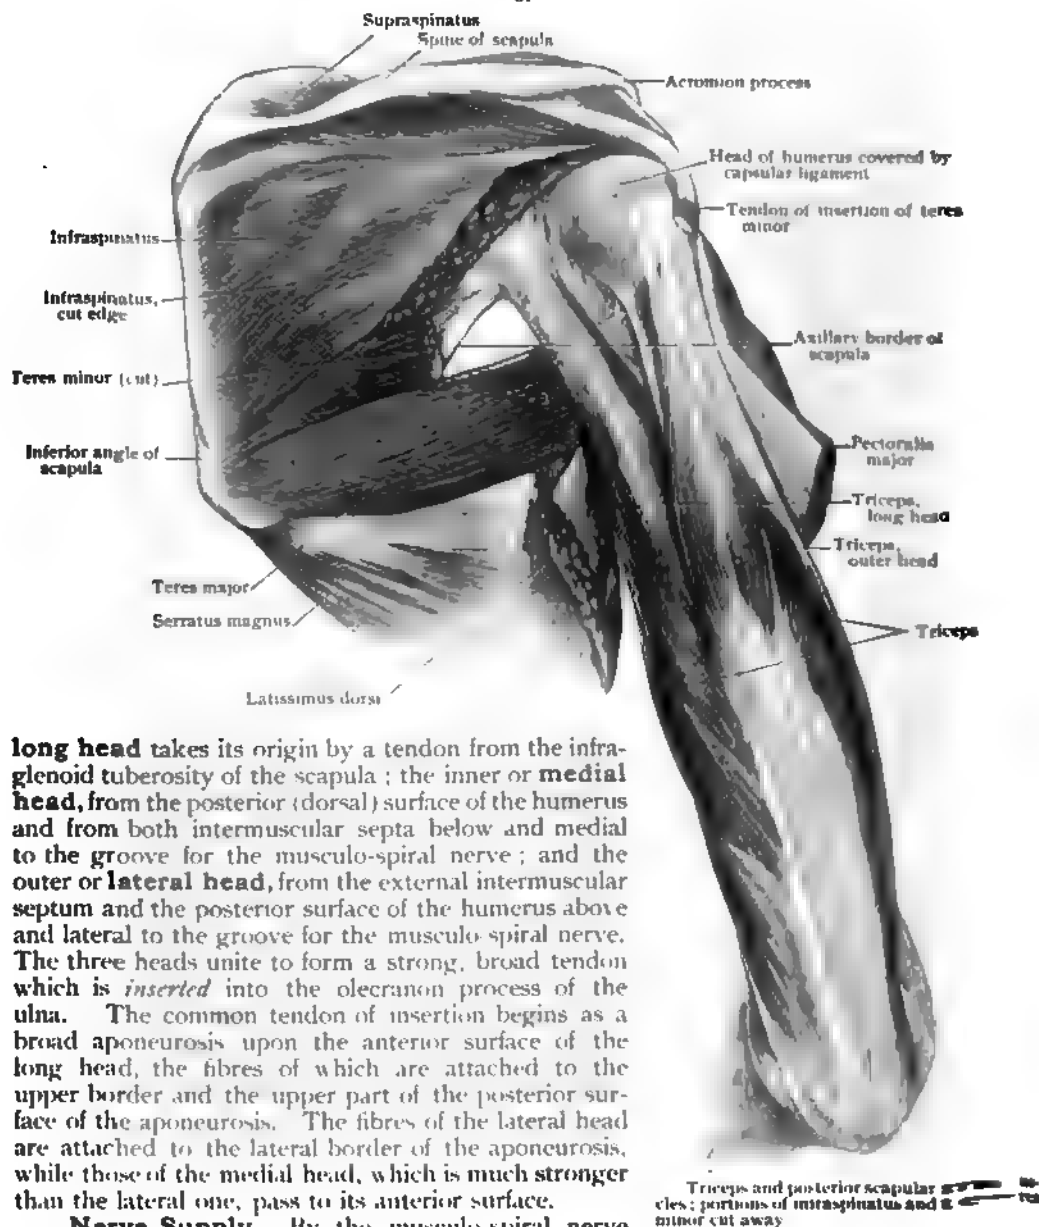 Supraspinatus
Spine of scapula
Acromion process
Head of humerus covered by
capsular ligament
Tendon of insertion of teres
minor
Infraspinatus
Infraspinatus,
cut edge
Axillary border of
scapula
Teres minor (cut)
Inferior angle of
scapula
Pectoralis
major
Triceps,
long head
Triceps,
outer head
Teres major
Serratus magnus
Triceps
Latissimus dorsi
long head takes its origin by a tendon from the infra-
glenoid tuberosity of the scapula ; the inner or medial
head, from the posterior (dorsal) surface of the humerus
and from both intermuscular septa below and medial
to the groove for the musculo-spiral nerve ; and the
outer or lateral head, from the external intermuscular
septum and the posterior surface of the humerus above
and lateral to the groove for the musculo-spiral nerve.
The three heads unite to form a strong, broad tendon
which is inserted into the olecranon process of the
ulna. The common tendon of insertion begins as a
broad aponeurosis upon the anterior surface of the
long head, the fibres of which are attached to the
upper border and the upper part of the posterior sur-
face of the aponeurosis. The fibres of the lateral head
are attached to the lateral border of the aponeurosis,
while those of the medial head, which is much stronger
than the lateral one, pass to its anterior surface.
Nerve Supply.—By the musculo-spiral nerve
Triceps and posterior scapular
cles ; portions of infraspinatus and
minor cut away